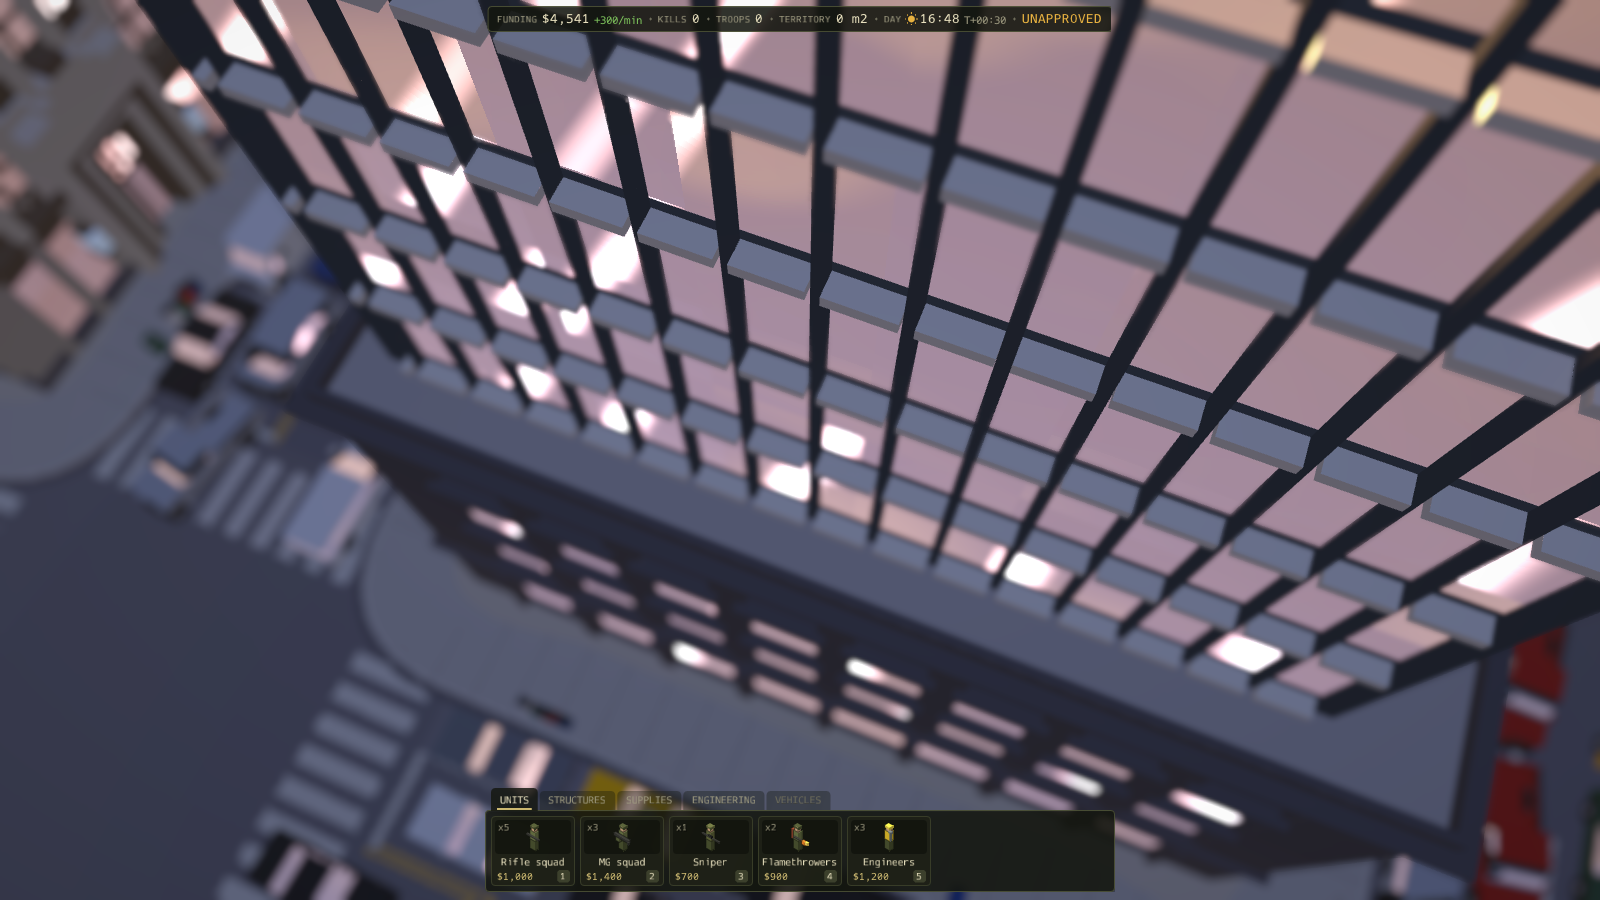 FUNDING $4,541 +300/min · KILLS 0 · TROOPS 0 · TERRITORY 0 m2 · DAY 16:48 T+00:30 · UNAPPROVED
UNITS STRUCTURES SUPPLIES ENGINEERING VEHICLES
x5 x3 x1 x2 x3
Rifle squad MG squad Sniper Flamethrowers Engineers
$1,000 1 $1,400 2 $700 3 $900 4 $1,200 5